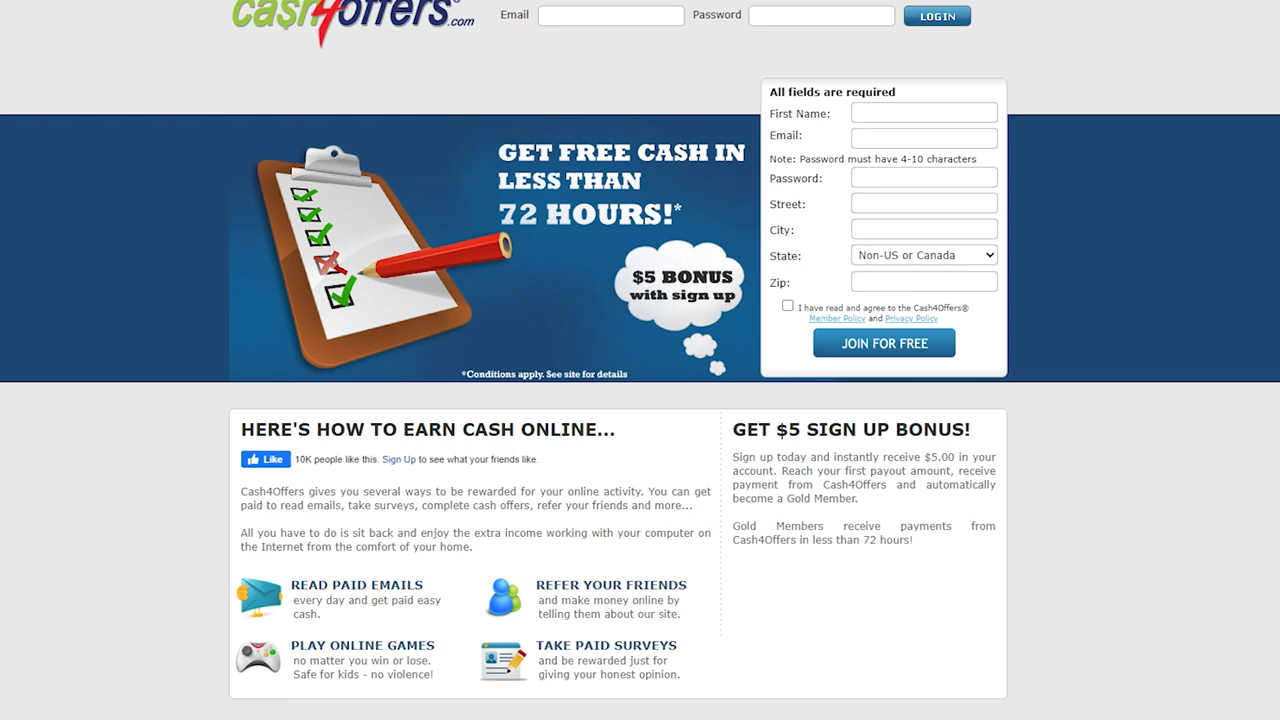 cash4offers®.com
Email
Password
LOGIN
All fields are required
First Name:
Email:
Note: Password must have 4-10 characters
Password:
Street:
City:
State:
Non-US or Canada
Zip:
I have read and agree to the Cash4Offers®
Member Policy and Privacy Policy
JOIN FOR FREE
GET FREE CASH IN
LESS THAN
72 HOURS!*
$5 BONUS
with sign up
*Conditions apply. See site for details
HERE'S HOW TO EARN CASH ONLINE...
Like
10K people like this. Sign Up to see what your friends like.
Cash4Offers gives you several ways to be rewarded for your online activity. You can get
paid to read emails, take surveys, complete cash offers, refer your friends and more...
All you have to do is sit back and enjoy the extra income working with your computer on
the Internet from the comfort of your home.
READ PAID EMAILS
every day and get paid easy
cash.
REFER YOUR FRIENDS
and make money online by
telling them about our site.
PLAY ONLINE GAMES
no matter you win or lose.
Safe for kids - no violence!
TAKE PAID SURVEYS
and be rewarded just for
giving your honest opinion.
GET $5 SIGN UP BONUS!
Sign up today and instantly receive $5.00 in your
account. Reach your first payout amount, receive
payment from Cash4Offers and automatically
become a Gold Member.
Gold Members receive payments from
Cash4Offers in less than 72 hours!